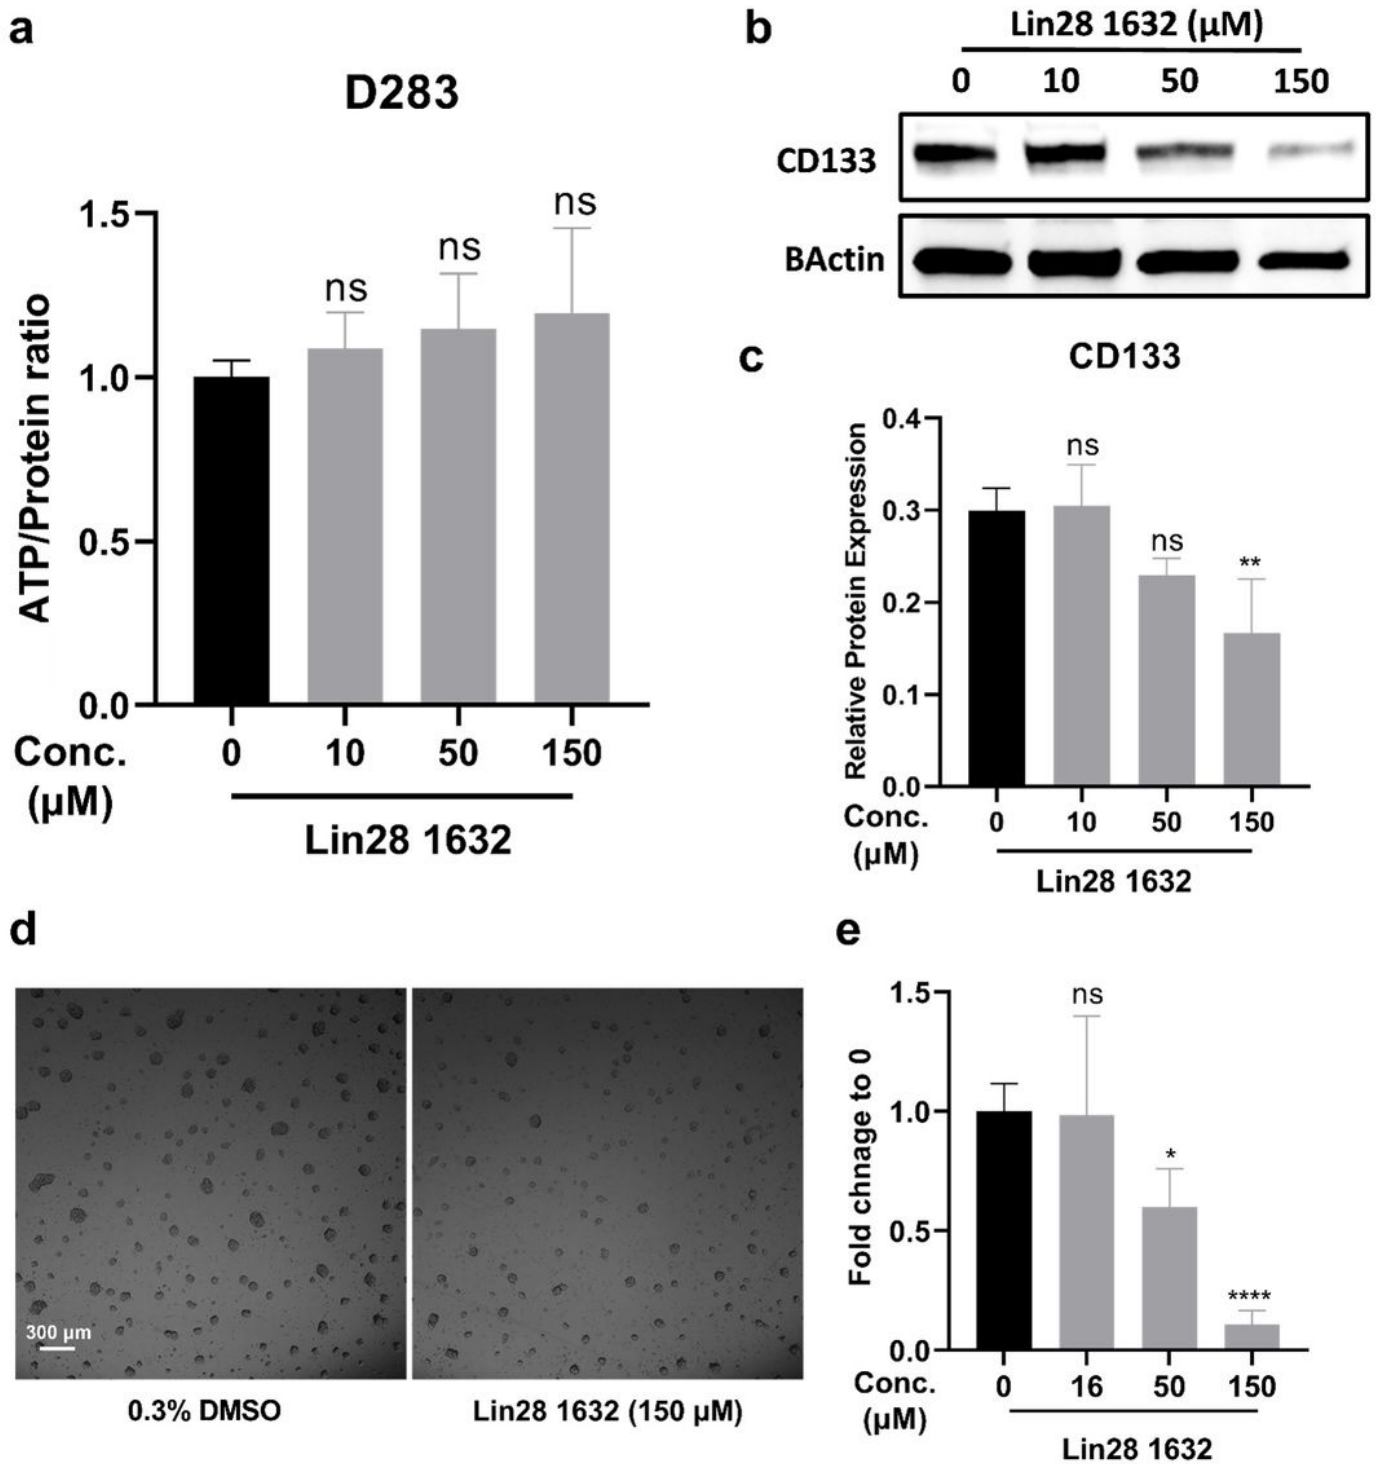 a
D283
ATP/Protein ratio
1.5
1.0
0.5
0.0
ns
ns
ns
Conc.
(µM)
0 10 50 150
Lin28 1632
b
Lin28 1632 (µM)
0 10 50 150
CD133
BActin
c
CD133
Relative Protein Expression
0.4
0.3
0.2
0.1
0.0
ns
ns
**
Conc.
(µM)
0 10 50 150
Lin28 1632
d
300 µm
0.3% DMSO
Lin28 1632 (150 µM)
e
Fold chnage to 0
1.5
1.0
0.5
0.0
ns
*
****
Conc.
(µM)
0 16 50 150
Lin28 1632